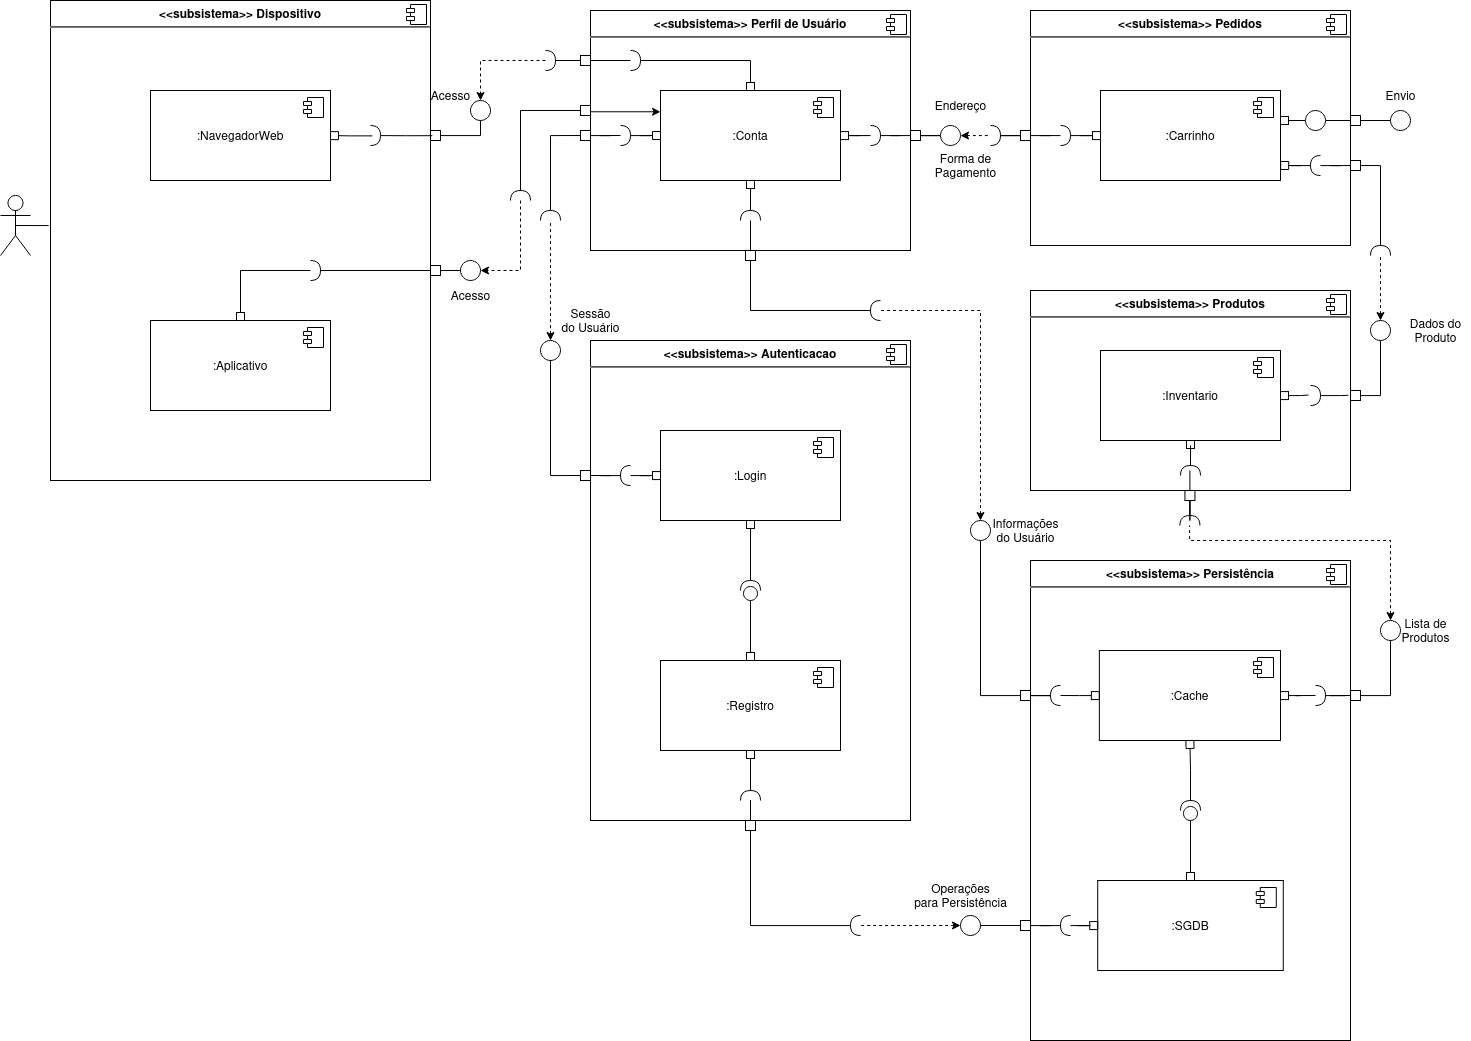 <<subsistema>> Dispositivo
<<subsistema>> Perfil de Usuário
<<subsistema>> Pedidos
Acesso
:NavegadorWeb
:Conta
Endereço
Forma de
Pagamento
:Carrinho
Envio
Acesso
:Aplicativo
Sessão
do Usuário
<<subsistema>> Produtos
Dados do
Produto
<<subsistema>> Autenticacao
:Inventario
:Login
Informações
do Usuário
<<subsistema>> Persistência
Lista de
Produtos
:Registro
:Cache
Operações
para Persistência
:SGDB